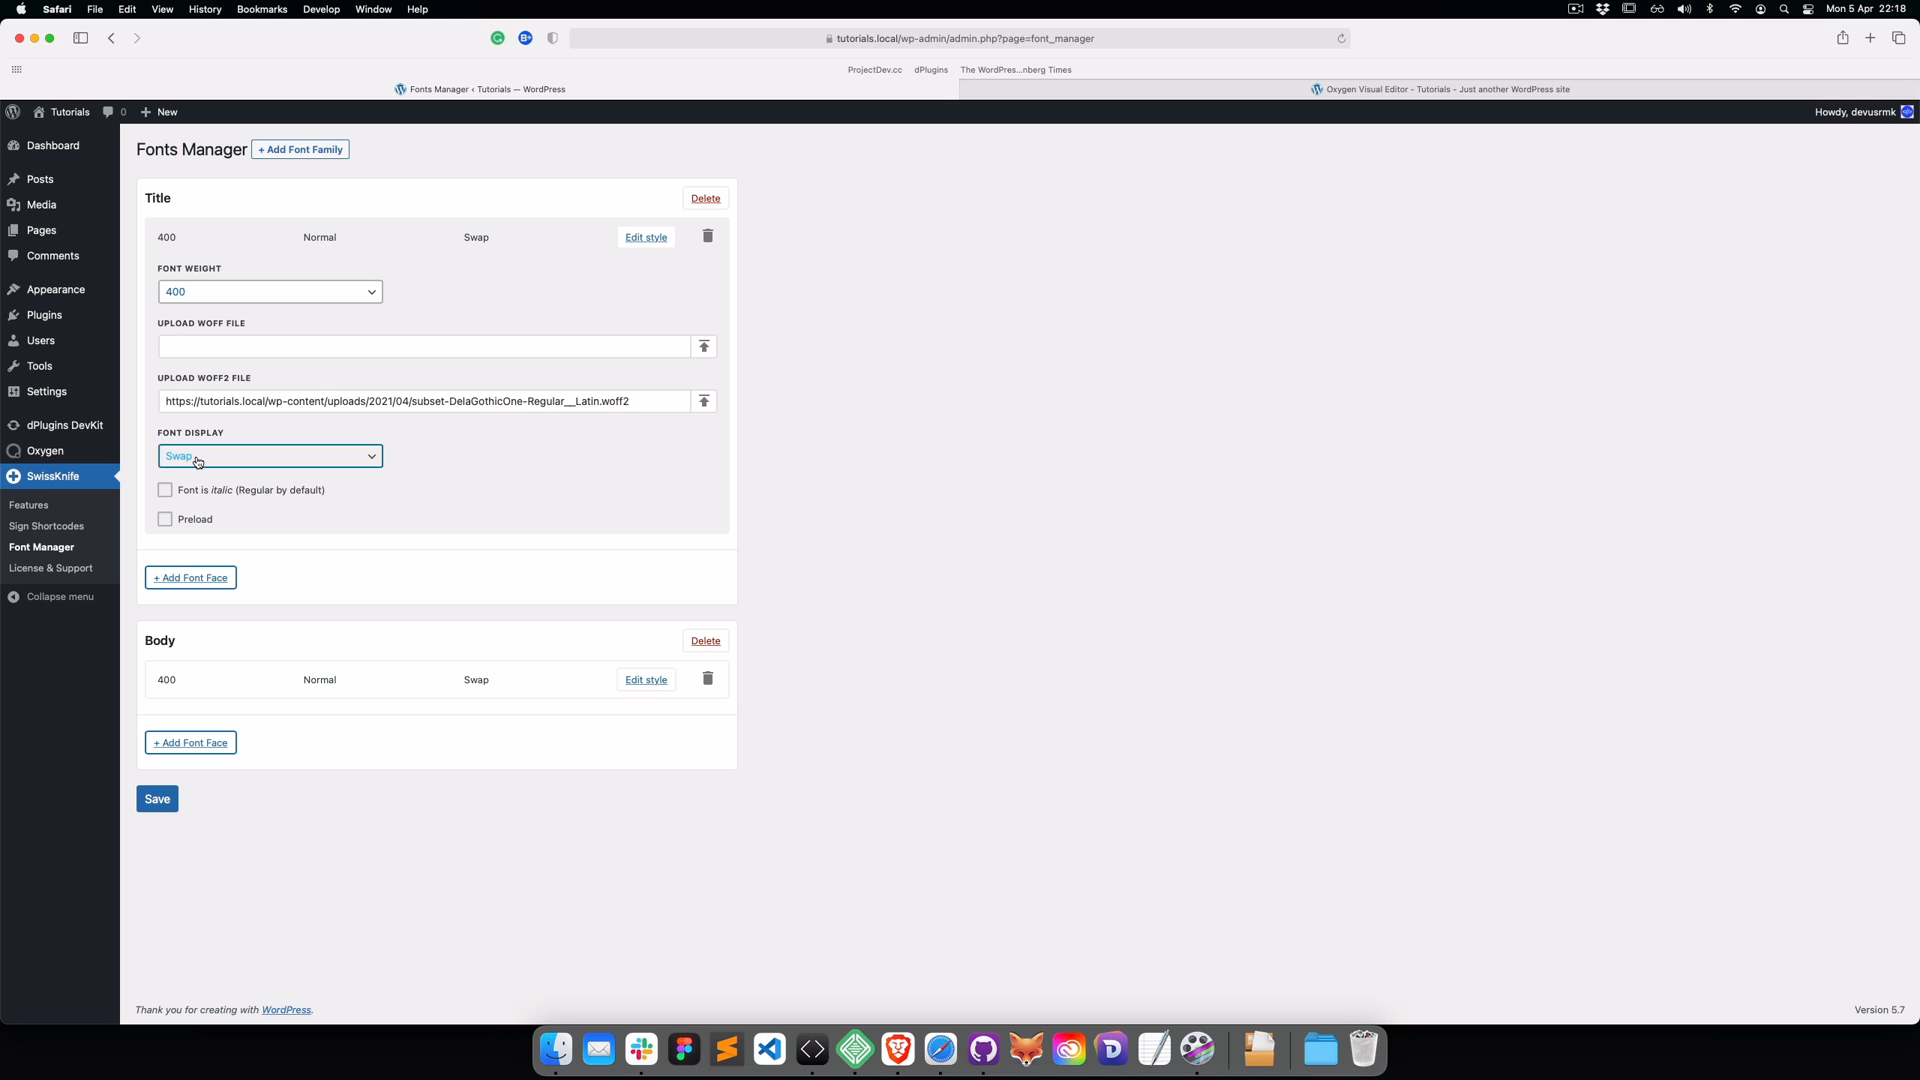 Safari File Edit View History Bookmarks Develop Window Help Mon 5 Apr 22:18
tutorials.local/wp-admin/admin.php?page=font_manager
ProjectDev.cc dPlugins The WordPres...nberg Times
Fonts Manager ‹ Tutorials — WordPress Oxygen Visual Editor - Tutorials - Just another WordPress site
Tutorials 0 + New Howdy, devusrmk
Dashboard
Posts
Media
Pages
Comments
Appearance
Plugins
Users
Tools
Settings
dPlugins DevKit
Oxygen
SwissKnife
Features
Sign Shortcodes
Font Manager
License & Support
Collapse menu
Fonts Manager + Add Font Family
Title Delete
400 Normal Swap Edit style
FONT WEIGHT
400
UPLOAD WOFF FILE
UPLOAD WOFF2 FILE
https://tutorials.local/wp-content/uploads/2021/04/subset-DelaGothicOne-Regular__Latin.woff2
FONT DISPLAY
Swap
Font is italic (Regular by default)
Preload
+ Add Font Face
Body Delete
400 Normal Swap Edit style
+ Add Font Face
Save
Thank you for creating with WordPress. Version 5.7